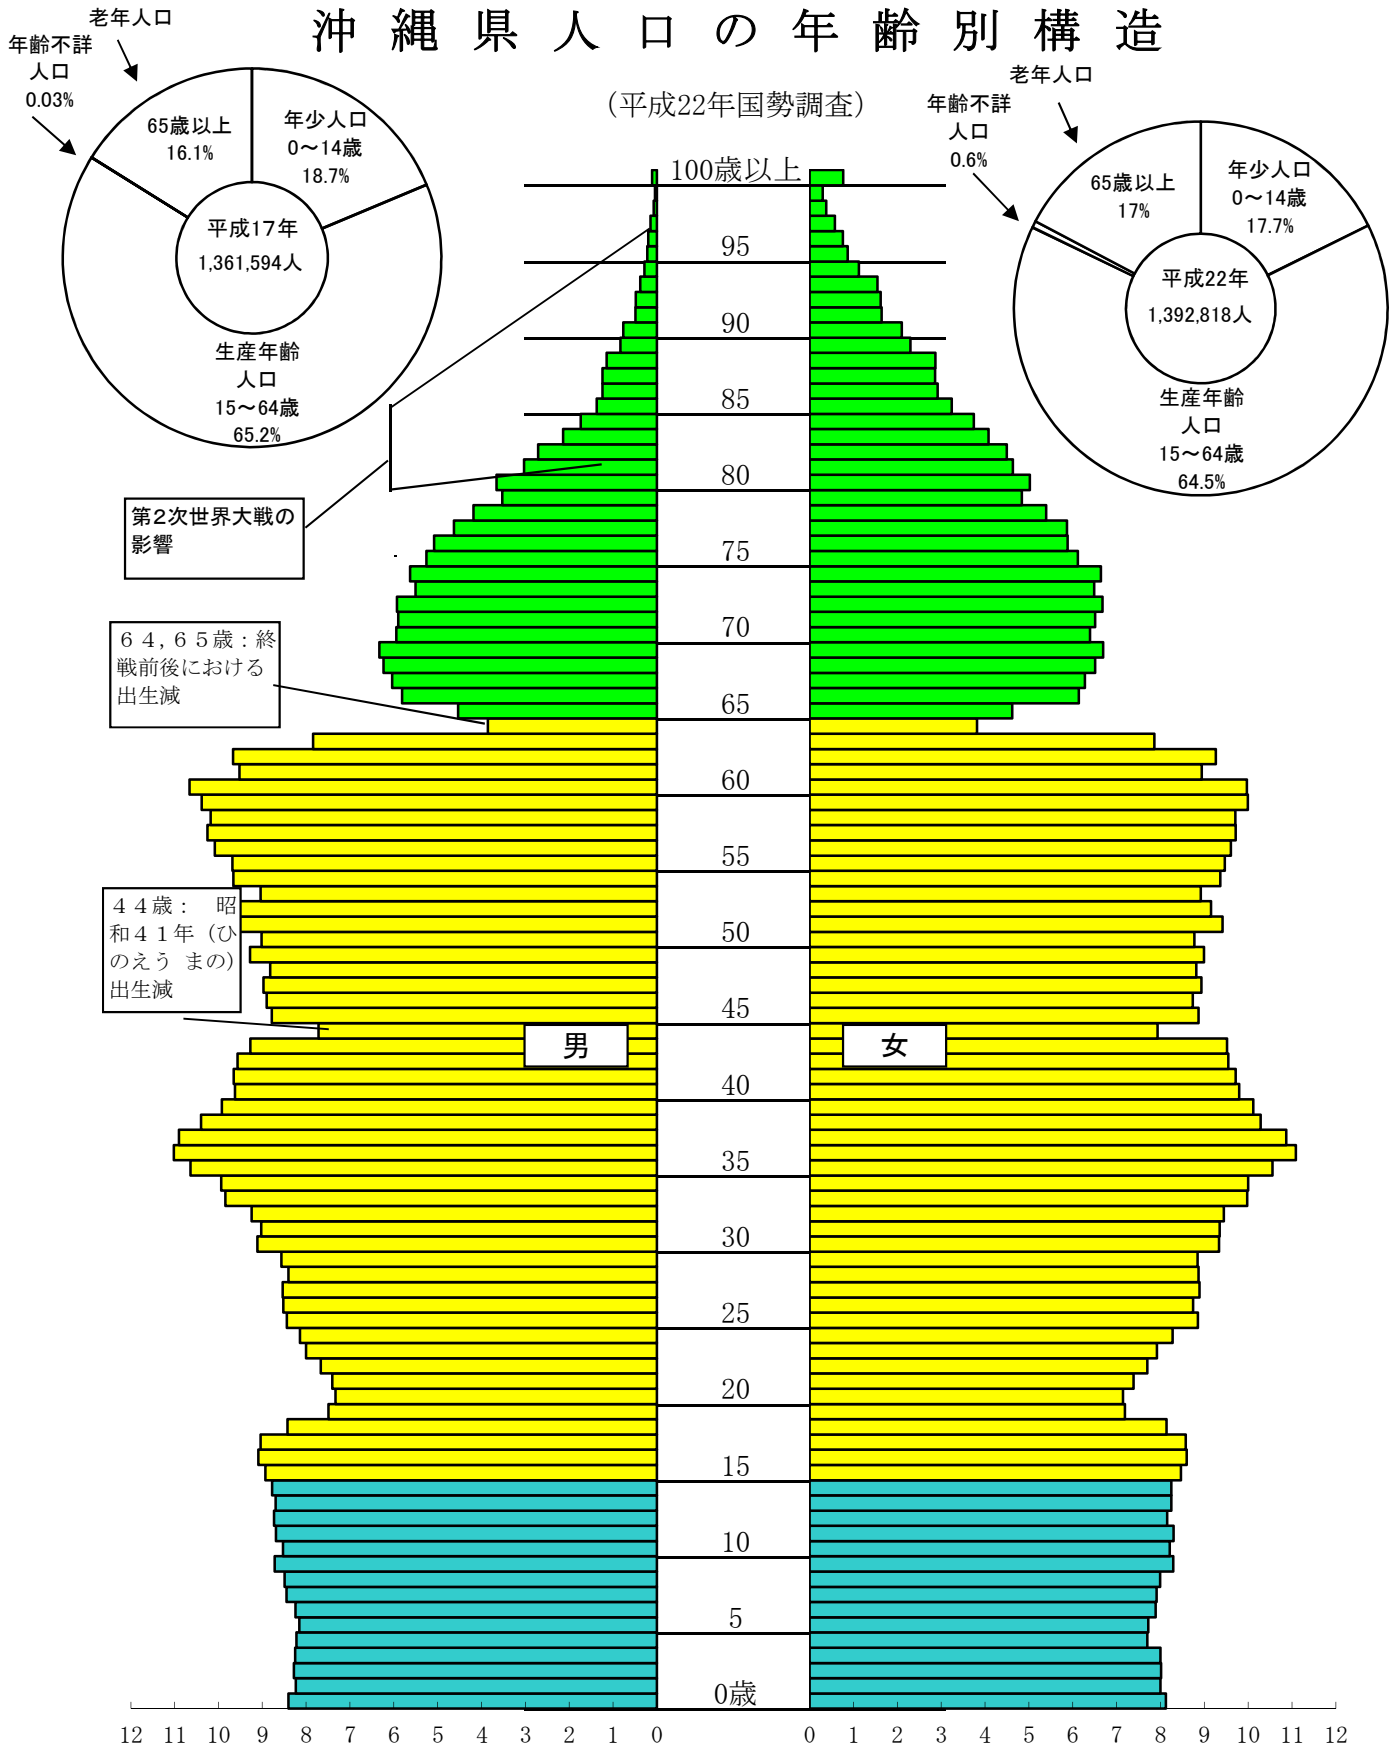 沖縄県人口の年齢別構造
(平成22年国勢調査)
老年人口
年齢不詳
人口
0.03%
65歳以上
16.1%
年少人口
0～14歳
18.7%
平成17年
1,361,594人
生産年齢
人口
15～64歳
65.2%
老年人口
年齢不詳
人口
0.6%
65歳以上
17%
年少人口
0～14歳
17.7%
平成22年
1,392,818人
生産年齢
人口
15～64歳
64.5%
100歳以上
95
90
85
80
75
70
65
60
55
50
45
40
35
30
25
20
15
10
5
0歳
第2次世界大戦の
影響
６４,６５歳：終
戦前後における
出生減
４４歳：　昭
和４１年（ひ
のえう まの)
出生減
男
女
12 11 10 9 8 7 6 5 4 3 2 1 0
0 1 2 3 4 5 6 7 8 9 10 11 12